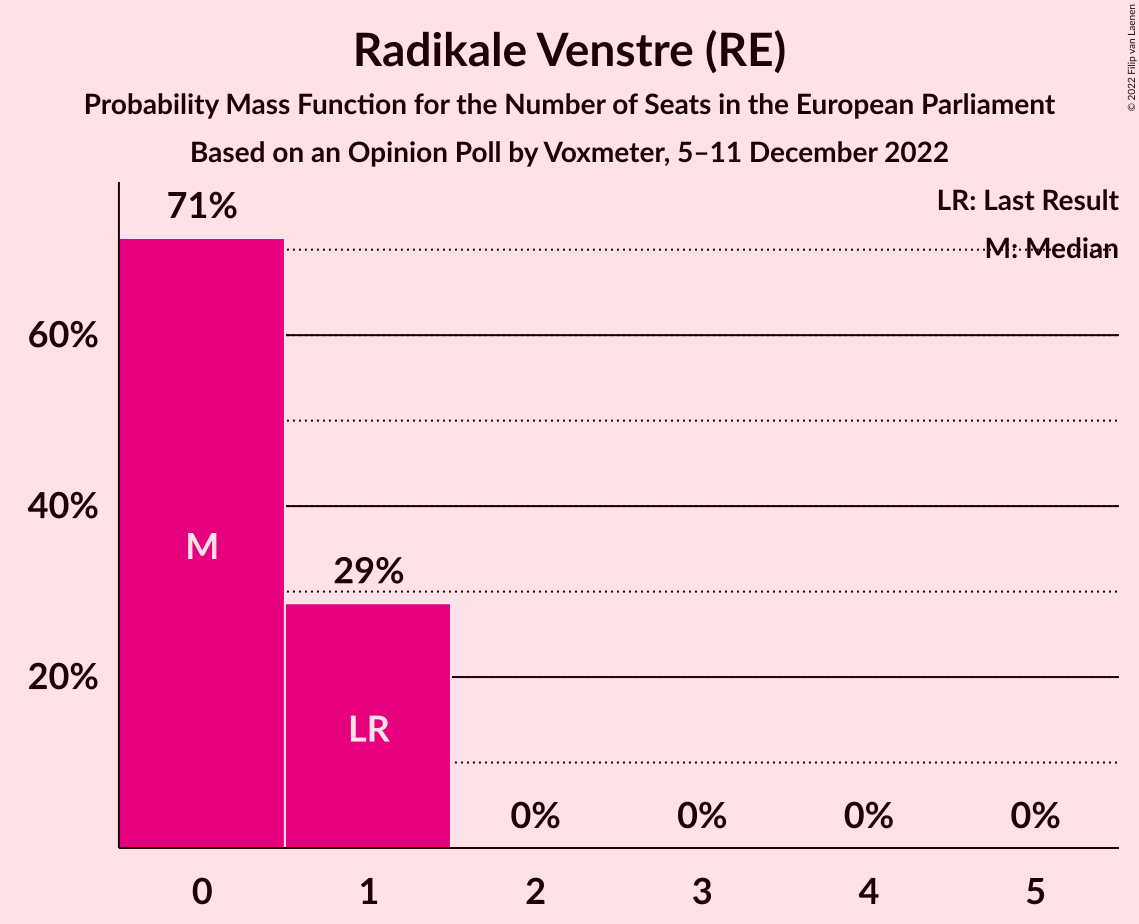 Radikale Venstre (RE)
Probability Mass Function for the Number of Seats in the European Parliament
Based on an Opinion Poll by Voxmeter, 5–11 December 2022
© 2022 Filip van Laenen
LR: Last Result
M: Median
71%
60%
40%
M
29%
20%
LR
0% 0% 0% 0%
0 1 2 3 4 5